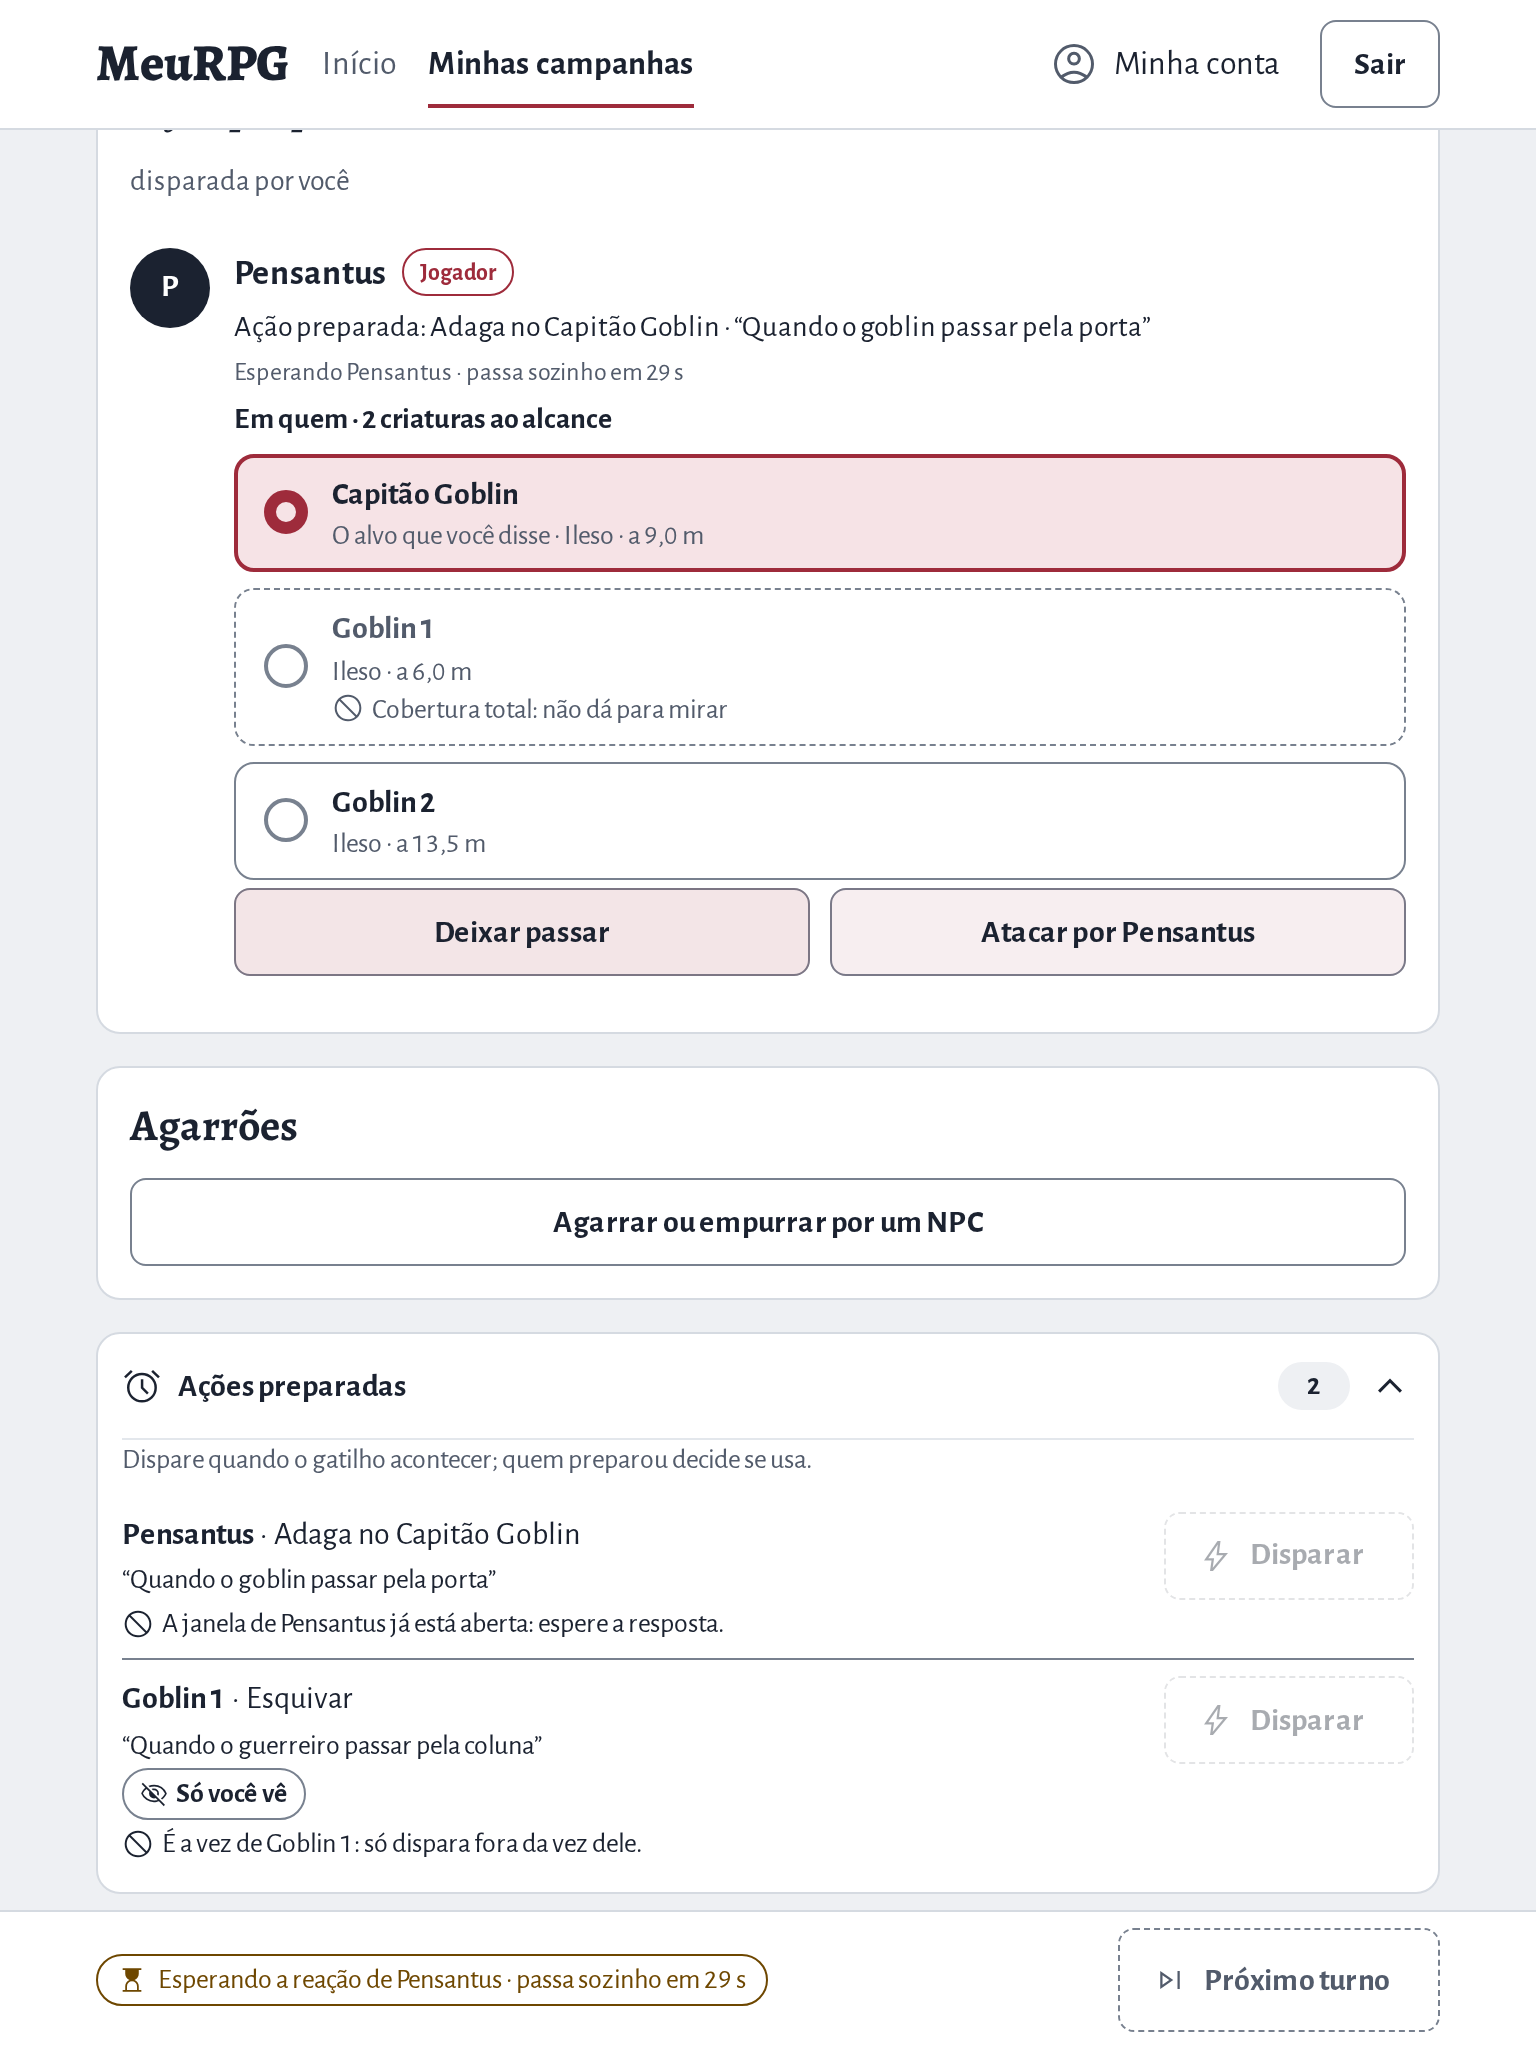 MeuRPG
Início
Minhas campanhas
Minha conta
Sair
disparada por você
P
Pensantus
Jogador
Ação preparada: Adaga no Capitão Goblin · “Quando o goblin passar pela porta”
Esperando Pensantus · passa sozinho em 29 s
Em quem · 2 criaturas ao alcance
Capitão Goblin
O alvo que você disse · Ileso · a 9,0 m
Goblin 1
Ileso · a 6,0 m
Cobertura total: não dá para mirar
Goblin 2
Ileso · a 13,5 m
Deixar passar
Atacar por Pensantus
Agarrões
Agarrar ou empurrar por um NPC
Ações preparadas
2
Dispare quando o gatilho acontecer; quem preparou decide se usa.
Pensantus · Adaga no Capitão Goblin
Disparar
“Quando o goblin passar pela porta”
A janela de Pensantus já está aberta: espere a resposta.
Goblin 1 · Esquivar
Disparar
“Quando o guerreiro passar pela coluna”
Só você vê
É a vez de Goblin 1: só dispara fora da vez dele.
Esperando a reação de Pensantus · passa sozinho em 29 s
Próximo turno